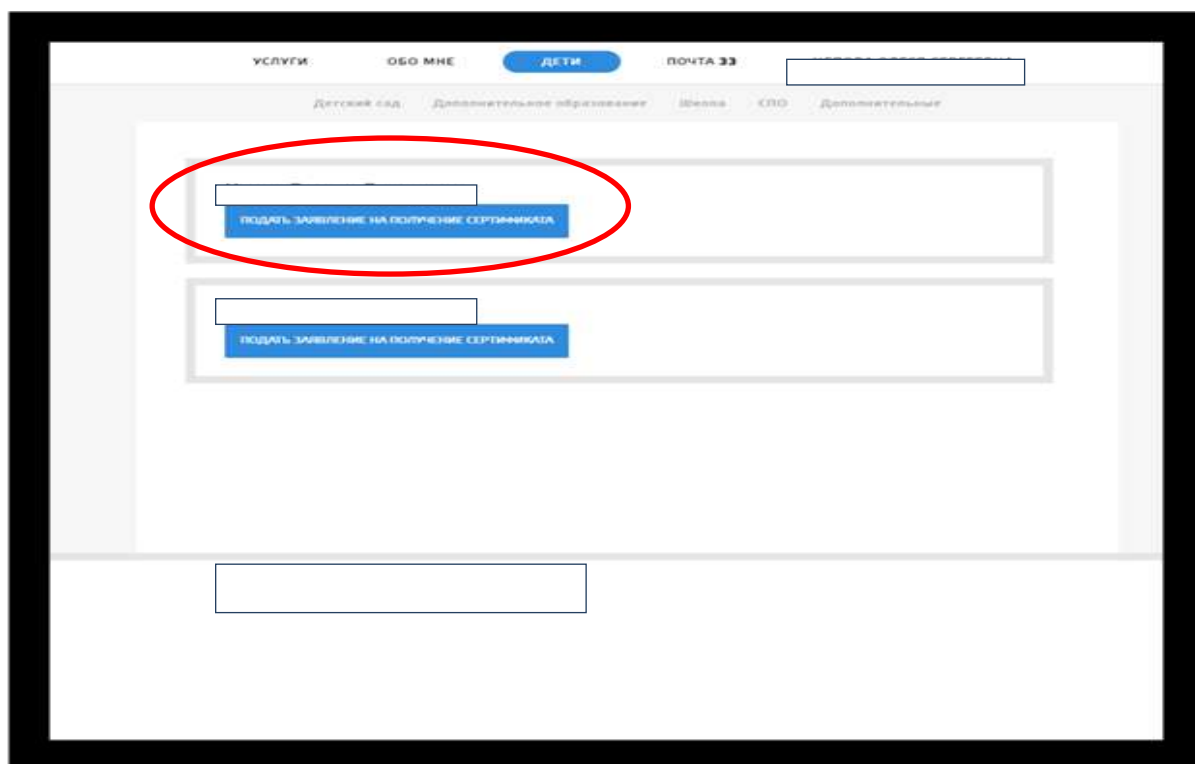 УСЛУГИ ОБО МНЕ ДЕТИ ПОЧТА 33
Детский сад Дополнительное образование Школа СПО Дополнительные
ПОДАТЬ ЗАЯВЛЕНИЕ НА ПОЛУЧЕНИЕ СЕРТИФИКАТА
ПОДАТЬ ЗАЯВЛЕНИЕ НА ПОЛУЧЕНИЕ СЕРТИФИКАТА